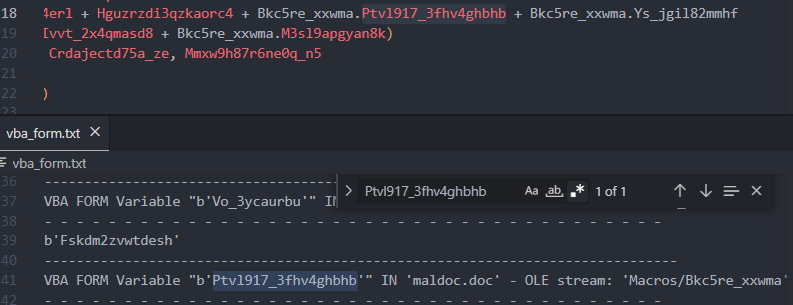 18 4erl + Hguzrzdi3qzkaorc4 + Bkc5re_xxwma.Ptvl917_3fhv4ghbhb + Bkc5re_xxwma.Ys_jgil82mmhf
19 [vvt_2x4qmasd8 + Bkc5re_xxwma.M3sl9apgyan8k)
20 Crdajectd75a_ze, Mmxw9h87r6ne0q_n5
21
22 )
23
vba_form.txt ×
vba_form.txt
Ptvl917_3fhv4ghbhb Aa ab .* 1 of 1
36 ----------------------------------------
37 VBA FORM Variable "b'Vo_3ycaurbu'" IN
38 - - - - - - - - - - - - - - - - - - - - - - - - - - - - - - - - - - - - - - -
39 b'Fskdm2zvwtdesh'
40 -------------------------------------------------------------------------------
41 VBA FORM Variable "b'Ptvl917_3fhv4ghbhb'" IN 'maldoc.doc' - OLE stream: 'Macros/Bkc5re_xxwma'
42 - - - - - - - - - - - - - - - - - - - - - - - - - - - - - - - - - - - - - - -